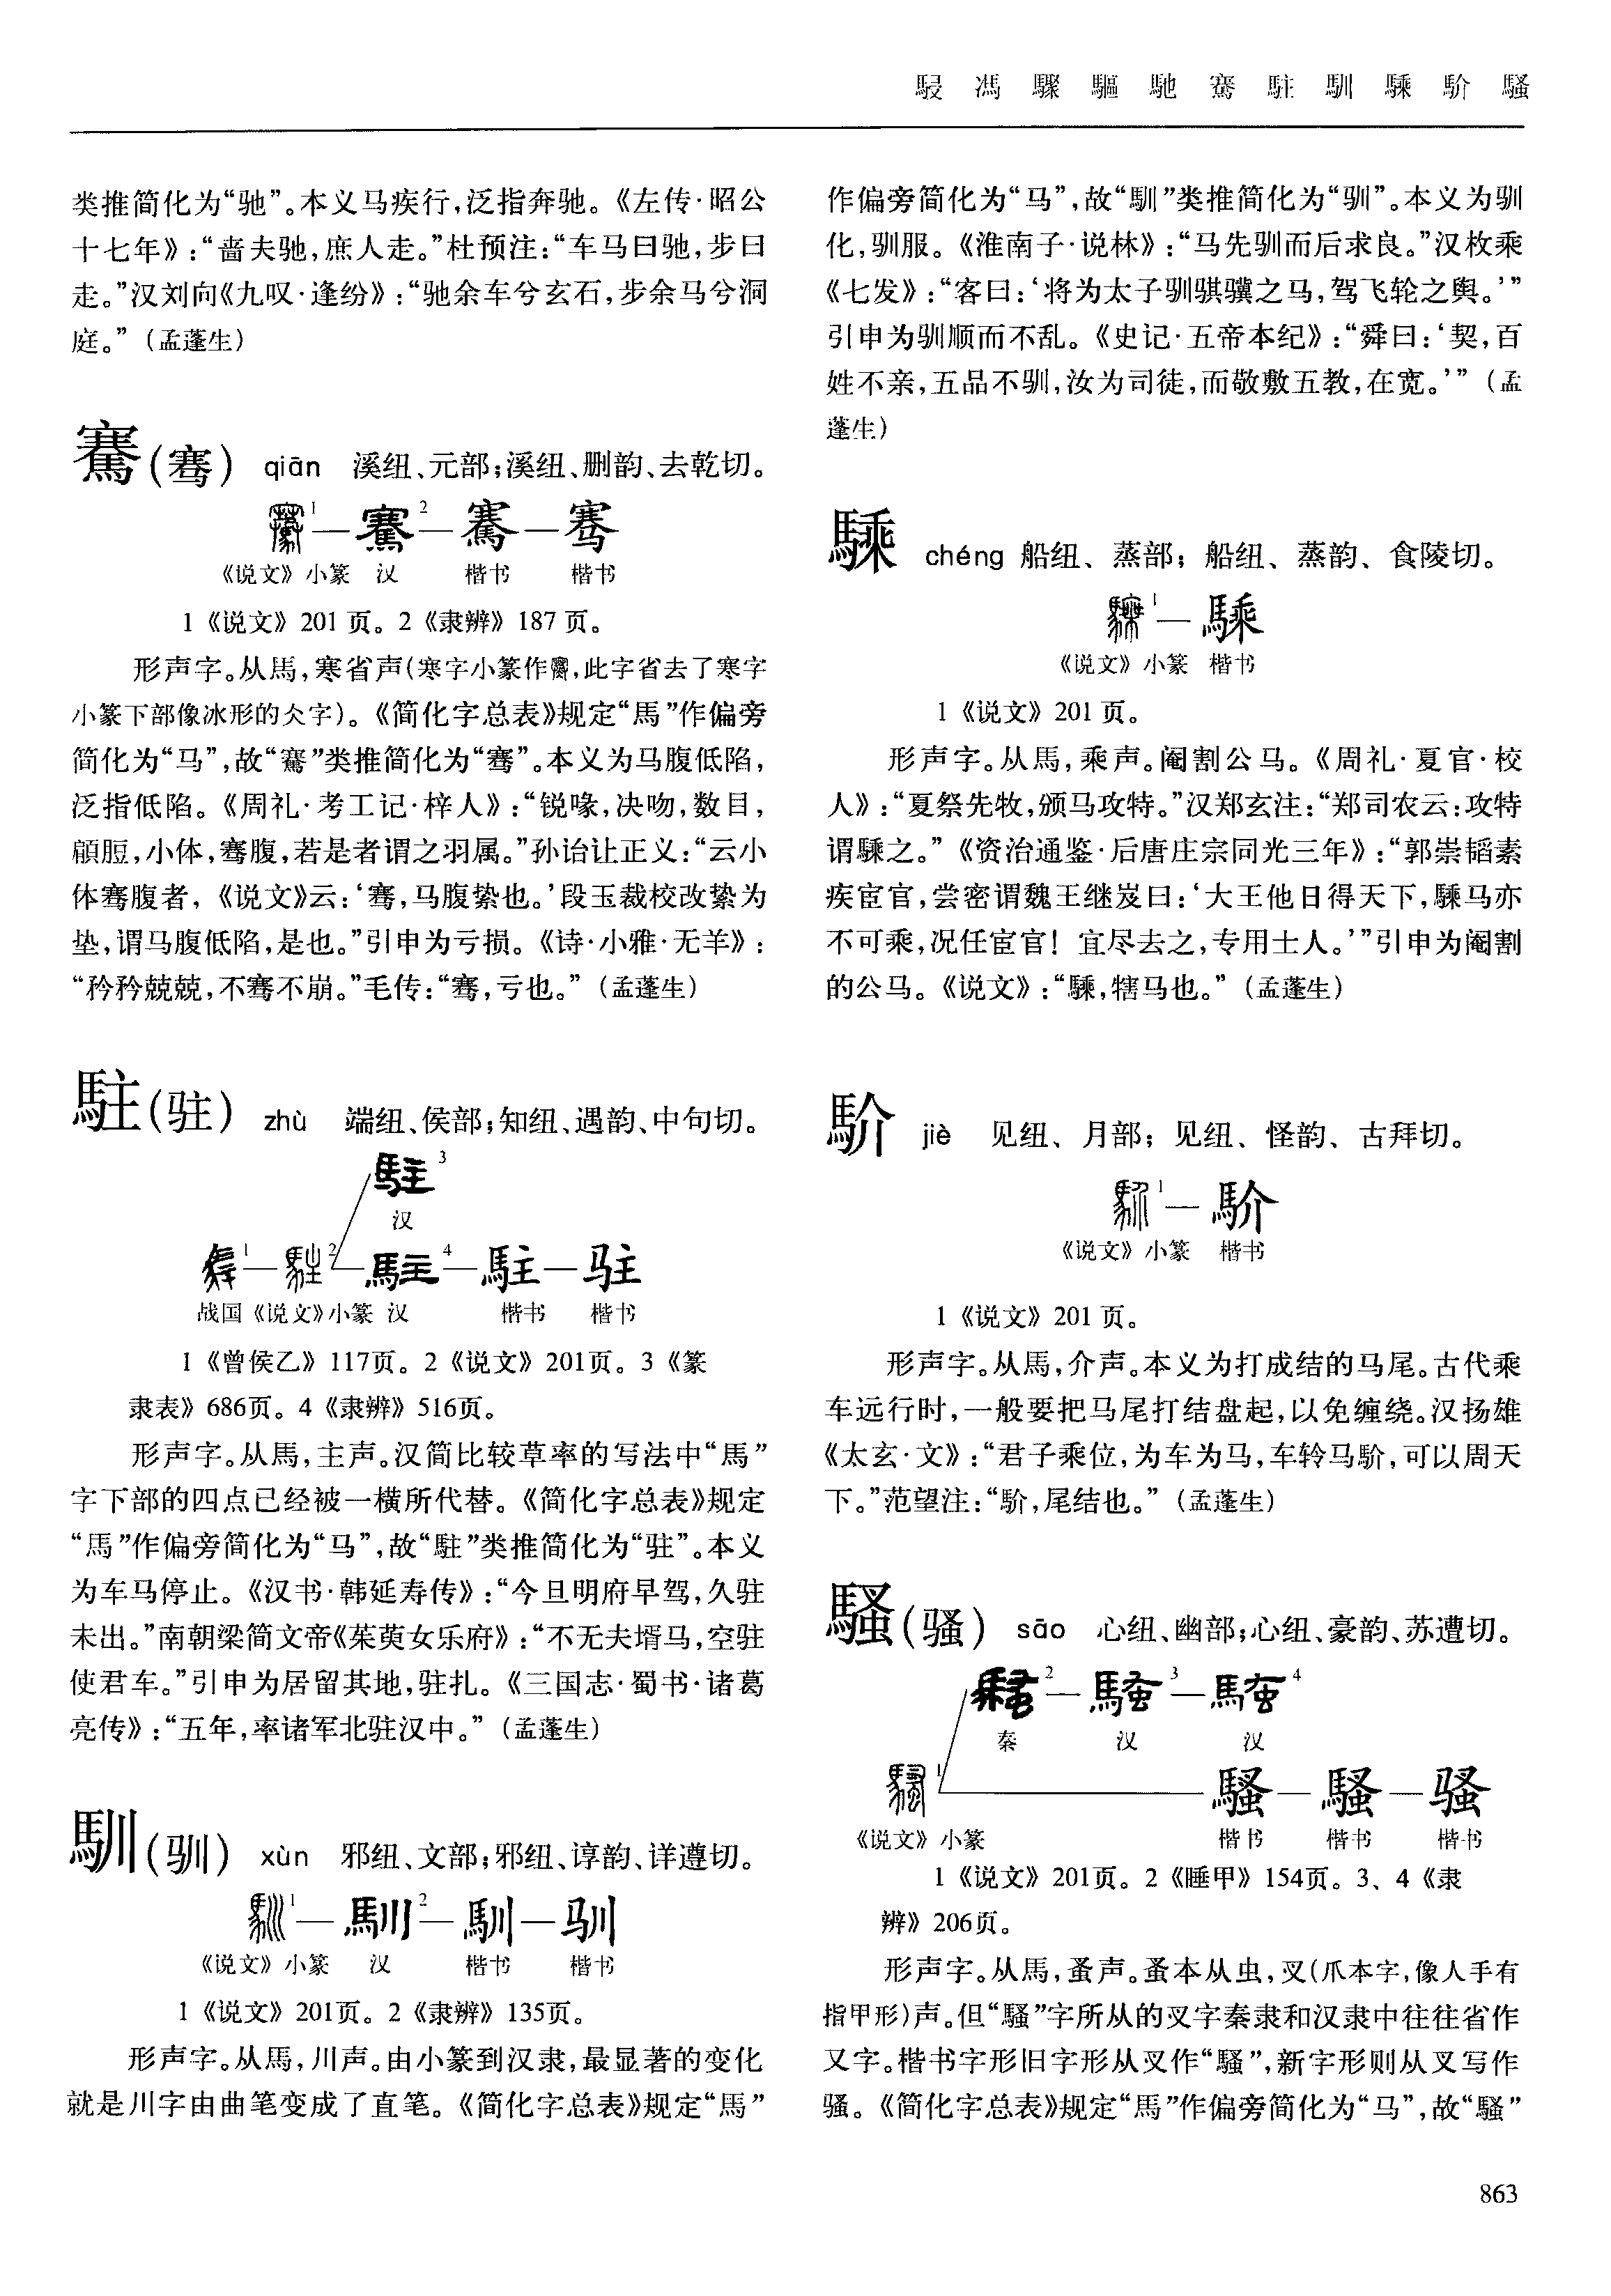 駸 馮 驟 驅 馳 騫 駐 馴 騬 馻 騷
类推简化为“驰”。本义马疾行,泛指奔驰。《左传·昭公
十七年》:“啬夫驰,庶人走。”杜预注:“车马曰驰,步曰
走。”汉刘向《九叹·逢纷》:“驰余车兮玄石,步余马兮洞
庭。”(孟蓬生)
騫(骞) qiān 溪纽、元部;溪纽、删韵、去乾切。
1—騫2—騫—骞
《说文》小篆 汉 楷书 楷书
1《说文》201页。2《隶辨》187页。
形声字。从馬,寒省声(寒字小篆作,此字省去了寒字
小篆下部像冰形的仌字)。《简化字总表》规定“馬”作偏旁
简化为“马”,故“騫”类推简化为“骞”。本义为马腹低陷,
泛指低陷。《周礼·考工记·梓人》:“锐喙,决吻,数目,
顅脰,小体,骞腹,若是者谓之羽属。”孙诒让正义:“云小
体骞腹者,《说文》云:‘骞,马腹絷也。’段玉裁校改絷为
垫,谓马腹低陷,是也。”引申为亏损。《诗·小雅·无羊》:
“矜矜兢兢,不骞不崩。”毛传:“骞,亏也。”(孟蓬生)
駐(驻) zhù 端纽、侯部;知纽、遇韵、中句切。
駐3
汉
1—2—駐4—駐—驻
战国《说文》小篆 汉 楷书 楷书
1《曾侯乙》117页。2《说文》201页。3《篆
隶表》686页。4《隶辨》516页。
形声字。从馬,主声。汉简比较草率的写法中“馬”
字下部的四点已经被一横所代替。《简化字总表》规定
“馬”作偏旁简化为“马”,故“駐”类推简化为“驻”。本义
为车马停止。《汉书·韩延寿传》:“今旦明府早驾,久驻
未出。”南朝梁简文帝《茱萸女乐府》:“不无夫壻马,空驻
使君车。”引申为居留其地,驻扎。《三国志·蜀书·诸葛
亮传》:“五年,率诸军北驻汉中。”(孟蓬生)
馴(驯) xùn 邪纽、文部;邪纽、谆韵、详遵切。
1—馴2—馴—驯
《说文》小篆 汉 楷书 楷书
1《说文》201页。2《隶辨》135页。
形声字。从馬,川声。由小篆到汉隶,最显著的变化
就是川字由曲笔变成了直笔。《简化字总表》规定“馬”
作偏旁简化为“马”,故“馴”类推简化为“驯”。本义为驯
化,驯服。《淮南子·说林》:“马先驯而后求良。”汉枚乘
《七发》:“客曰:‘将为太子驯骐骥之马,驾飞軨之舆。’”
引申为驯顺而不乱。《史记·五帝本纪》:“舜曰:‘契,百
姓不亲,五品不驯,汝为司徒,而敬敷五教,在宽。’”(孟
蓬生)
騬 chéng 船纽、蒸部;船纽、蒸韵、食陵切。
1—騬
《说文》小篆 楷书
1《说文》201页。
形声字。从馬,乘声。阉割公马。《周礼·夏官·校
人》:“夏祭先牧,颁马攻特。”汉郑玄注:“郑司农云:攻特
谓騬之。”《资治通鉴·后唐庄宗同光三年》:“郭崇韬素
疾宦官,尝密谓魏王继岌曰:‘大王他日得天下,騬马亦
不可乘,况任宦官!宜尽去之,专用士人。’”引申为阉割
的公马。《说文》:“騬,犗马也。”(孟蓬生)
馻 jiè 见纽、月部;见纽、怪韵、古拜切。
1—
《说文》小篆 楷书
1《说文》201页。
形声字。从馬,介声。本义为打成结的马尾。古代乘
车远行时,一般要把马尾打结盘起,以免缠绕。汉扬雄
《太玄·文》:“君子乘位,为车为马,车軨马䯰,可以周天
下。”范望注:“䯰,尾结也。”(孟蓬生)
騷(骚) sāo 心纽、幽部;心纽、豪韵、苏遭切。
騷2—騷3—騷4
秦 汉 汉
1—騷—騷—骚
《说文》小篆 楷书 楷书 楷书
1《说文》201页。2《睡甲》154页。3、4《隶
辨》206页。
形声字。从馬,蚤声。蚤本从虫,叉(爪本字,像人手有
指甲形)声。但“騷”字所从的叉字秦隶和汉隶中往往省作
又字。楷书字形旧字形从叉作“騷”,新字形则从叉写作
骚。《简化字总表》规定“馬”作偏旁简化为“马”,故“騷”
863